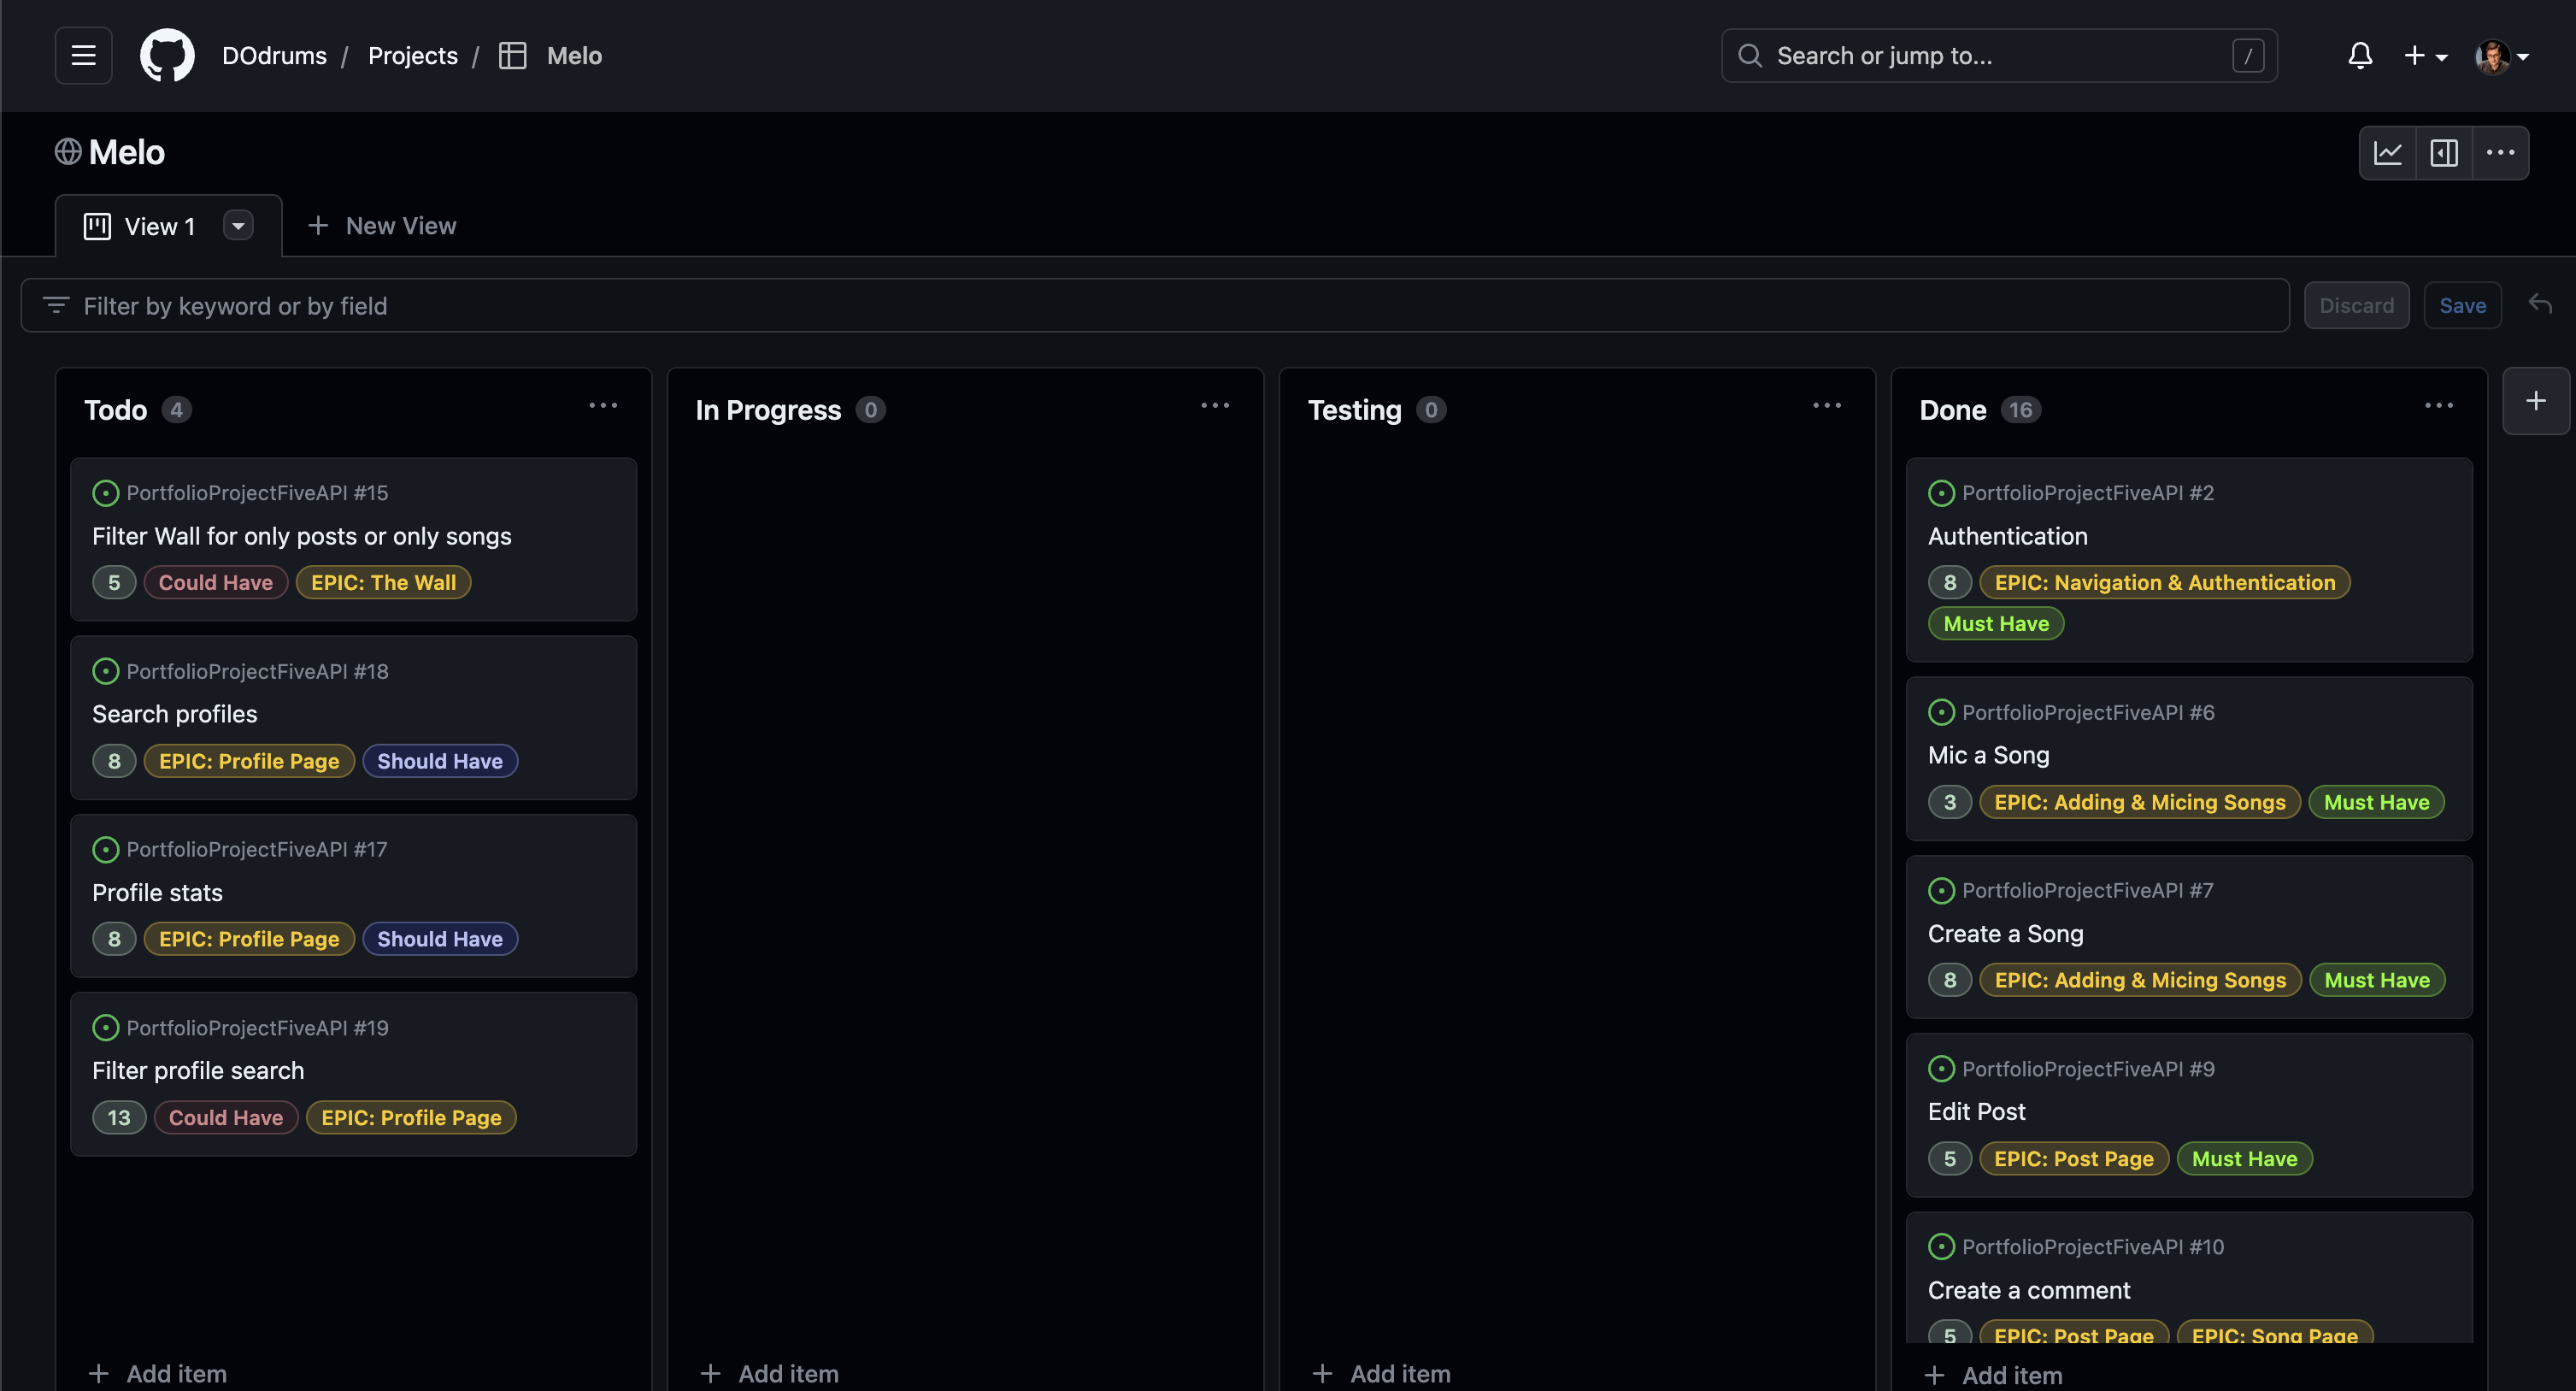 DOdrums / Projects / Melo
Search or jump to... /
Melo
View 1
New View
Filter by keyword or by field
Discard
Save
Todo 4
PortfolioProjectFiveAPI #15
Filter Wall for only posts or only songs
5 Could Have EPIC: The Wall
PortfolioProjectFiveAPI #18
Search profiles
8 EPIC: Profile Page Should Have
PortfolioProjectFiveAPI #17
Profile stats
8 EPIC: Profile Page Should Have
PortfolioProjectFiveAPI #19
Filter profile search
13 Could Have EPIC: Profile Page
+ Add item
In Progress 0
+ Add item
Testing 0
+ Add item
Done 16
PortfolioProjectFiveAPI #2
Authentication
8 EPIC: Navigation & Authentication
Must Have
PortfolioProjectFiveAPI #6
Mic a Song
3 EPIC: Adding & Micing Songs Must Have
PortfolioProjectFiveAPI #7
Create a Song
8 EPIC: Adding & Micing Songs Must Have
PortfolioProjectFiveAPI #9
Edit Post
5 EPIC: Post Page Must Have
PortfolioProjectFiveAPI #10
Create a comment
5 EPIC: Post Page EPIC: Song Page
+ Add item